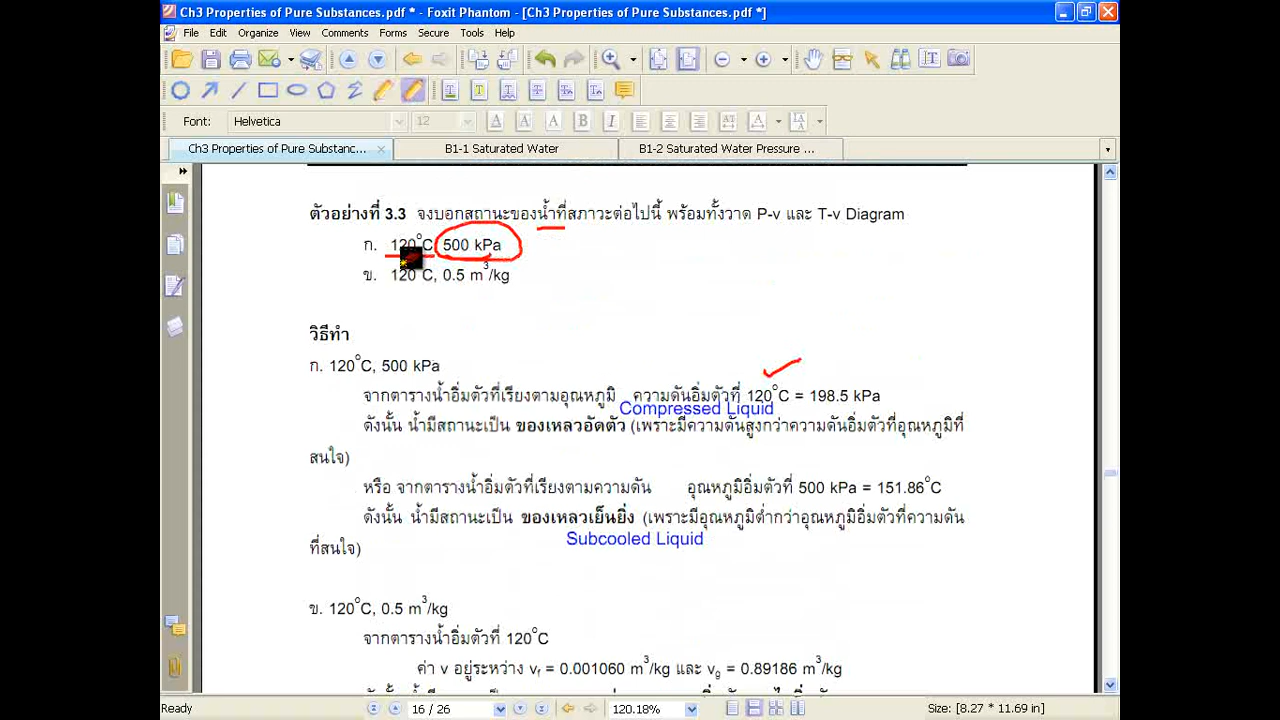 Ch3 Properties of Pure Substances.pdf * - Foxit Phantom - [Ch3 Properties of Pure Substances.pdf *]
File Edit Organize View Comments Forms Secure Tools Help
Font: Helvetica 12
Ch3 Properties of Pure Substanc... B1-1 Saturated Water B1-2 Saturated Water Pressure ...
ตัวอย่างที่ 3.3 จงบอกสถานะของน้ำที่สภาวะต่อไปนี้ พร้อมทั้งวาด P-v และ T-v Diagram
ก. 120°C 500 kPa
ข. 120°C, 0.5 m³/kg
วิธีทำ
ก. 120°C, 500 kPa
จากตารางน้ำอิ่มตัวที่เรียงตามอุณหภูมิ ความดันอิ่มตัวที่ 120°C = 198.5 kPa
Compressed Liquid
ดังนั้น น้ำมีสถานะเป็น ของเหลวอัดตัว (เพราะมีความดันสูงกว่าความดันอิ่มตัวที่อุณหภูมิที่
สนใจ)
หรือ จากตารางน้ำอิ่มตัวที่เรียงตามความดัน อุณหภูมิอิ่มตัวที่ 500 kPa = 151.86°C
ดังนั้น น้ำมีสถานะเป็น ของเหลวเย็นยิ่ง (เพราะมีอุณหภูมิต่ำกว่าอุณหภูมิอิ่มตัวที่ความดัน
Subcooled Liquid
ที่สนใจ)
ข. 120°C, 0.5 m³/kg
จากตารางน้ำอิ่มตัวที่ 120°C
ค่า v อยู่ระหว่าง vf = 0.001060 m³/kg และ vg = 0.89186 m³/kg
Ready 16 / 26 120.18% Size: [8.27 * 11.69 in]